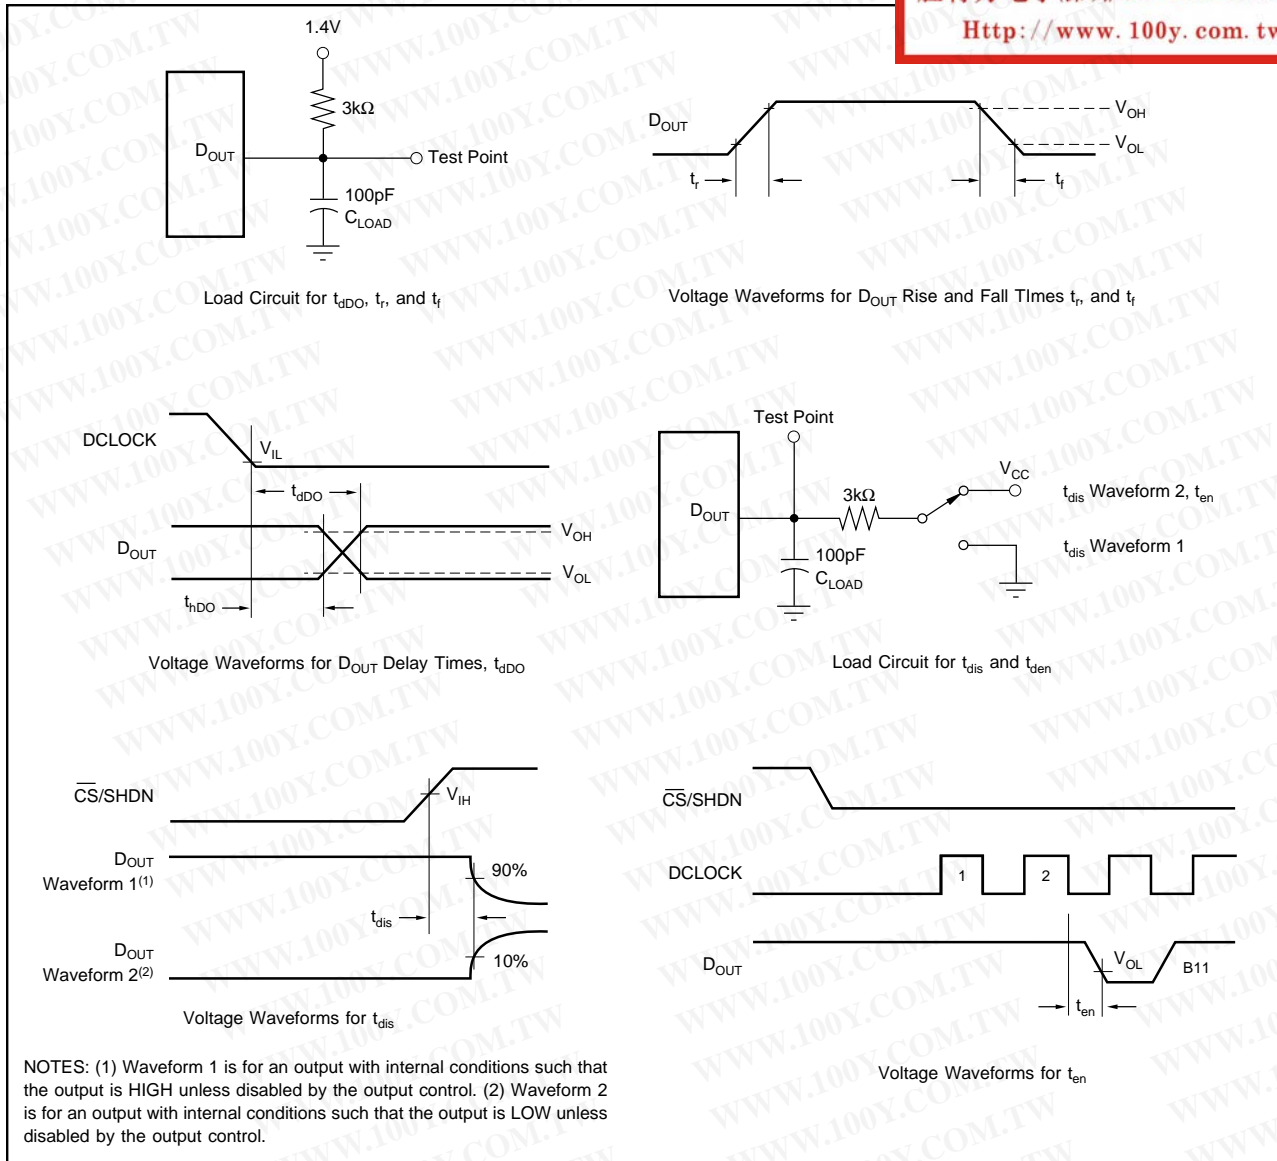 Http://www.100y.com.tw
1.4V
3kΩ
DOUT
Test Point
100pF
CLOAD
Load Circuit for tdDO, tr, and tf
DOUT
VOH
VOL
tr
tf
Voltage Waveforms for DOUT Rise and Fall TImes tr, and tf
DCLOCK
VIL
tdDO
DOUT
VOH
VOL
thDO
Voltage Waveforms for DOUT Delay Times, tdDO
Test Point
DOUT
3kΩ
VCC
tdis Waveform 2, ten
tdis Waveform 1
100pF
CLOAD
Load Circuit for tdis and tden
CS/SHDN
VIH
DOUT
Waveform 1(1)
90%
tdis
DOUT
Waveform 2(2)
10%
Voltage Waveforms for tdis
CS/SHDN
DCLOCK
1
2
DOUT
VOL
B11
ten
Voltage Waveforms for ten
NOTES: (1) Waveform 1 is for an output with internal conditions such that
the output is HIGH unless disabled by the output control. (2) Waveform 2
is for an output with internal conditions such that the output is LOW unless
disabled by the output control.
WWW.100Y.COM.TW